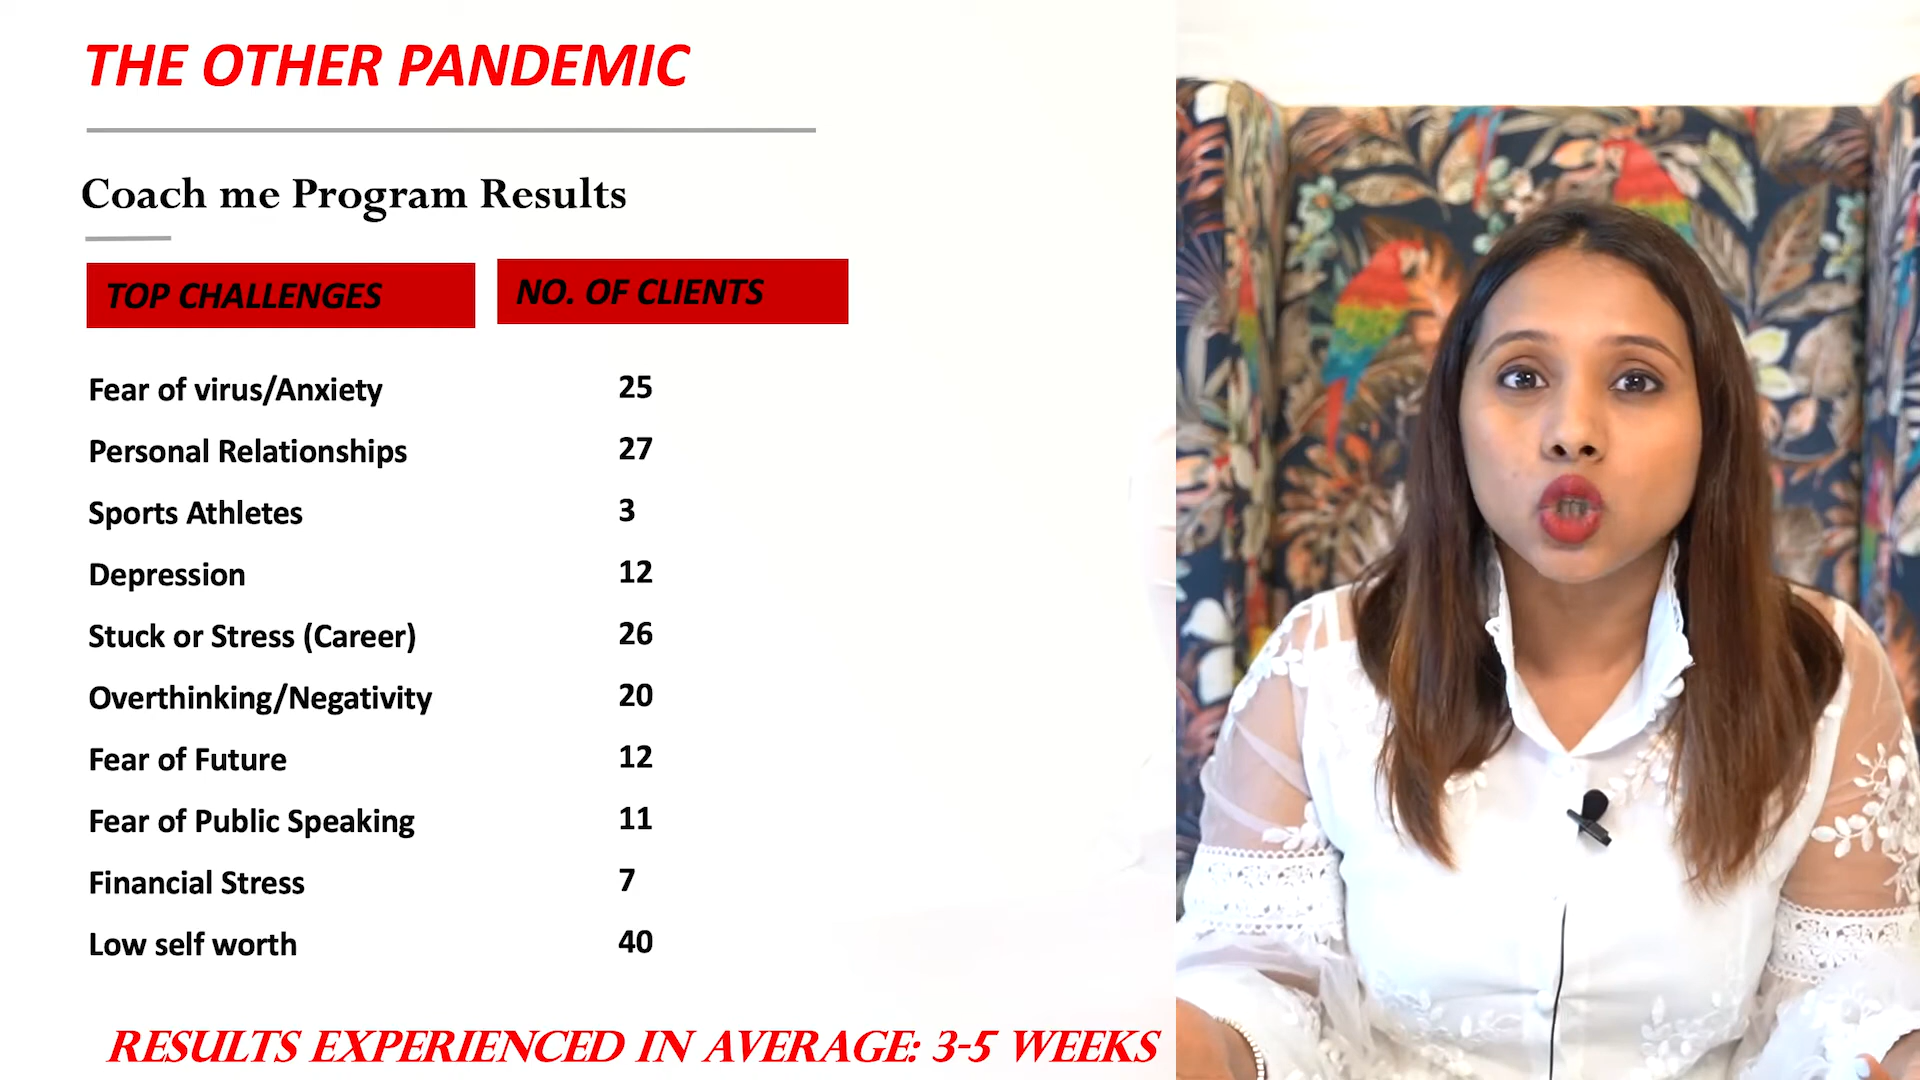 THE OTHER PANDEMIC
Coach me Program Results
TOP CHALLENGES NO. OF CLIENTS
Fear of virus/Anxiety 25
Personal Relationships 27
Sports Athletes 3
Depression 12
Stuck or Stress (Career) 26
Overthinking/Negativity 20
Fear of Future 12
Fear of Public Speaking 11
Financial Stress 7
Low self worth 40
RESULTS EXPERIENCED IN AVERAGE: 3-5 WEEKS